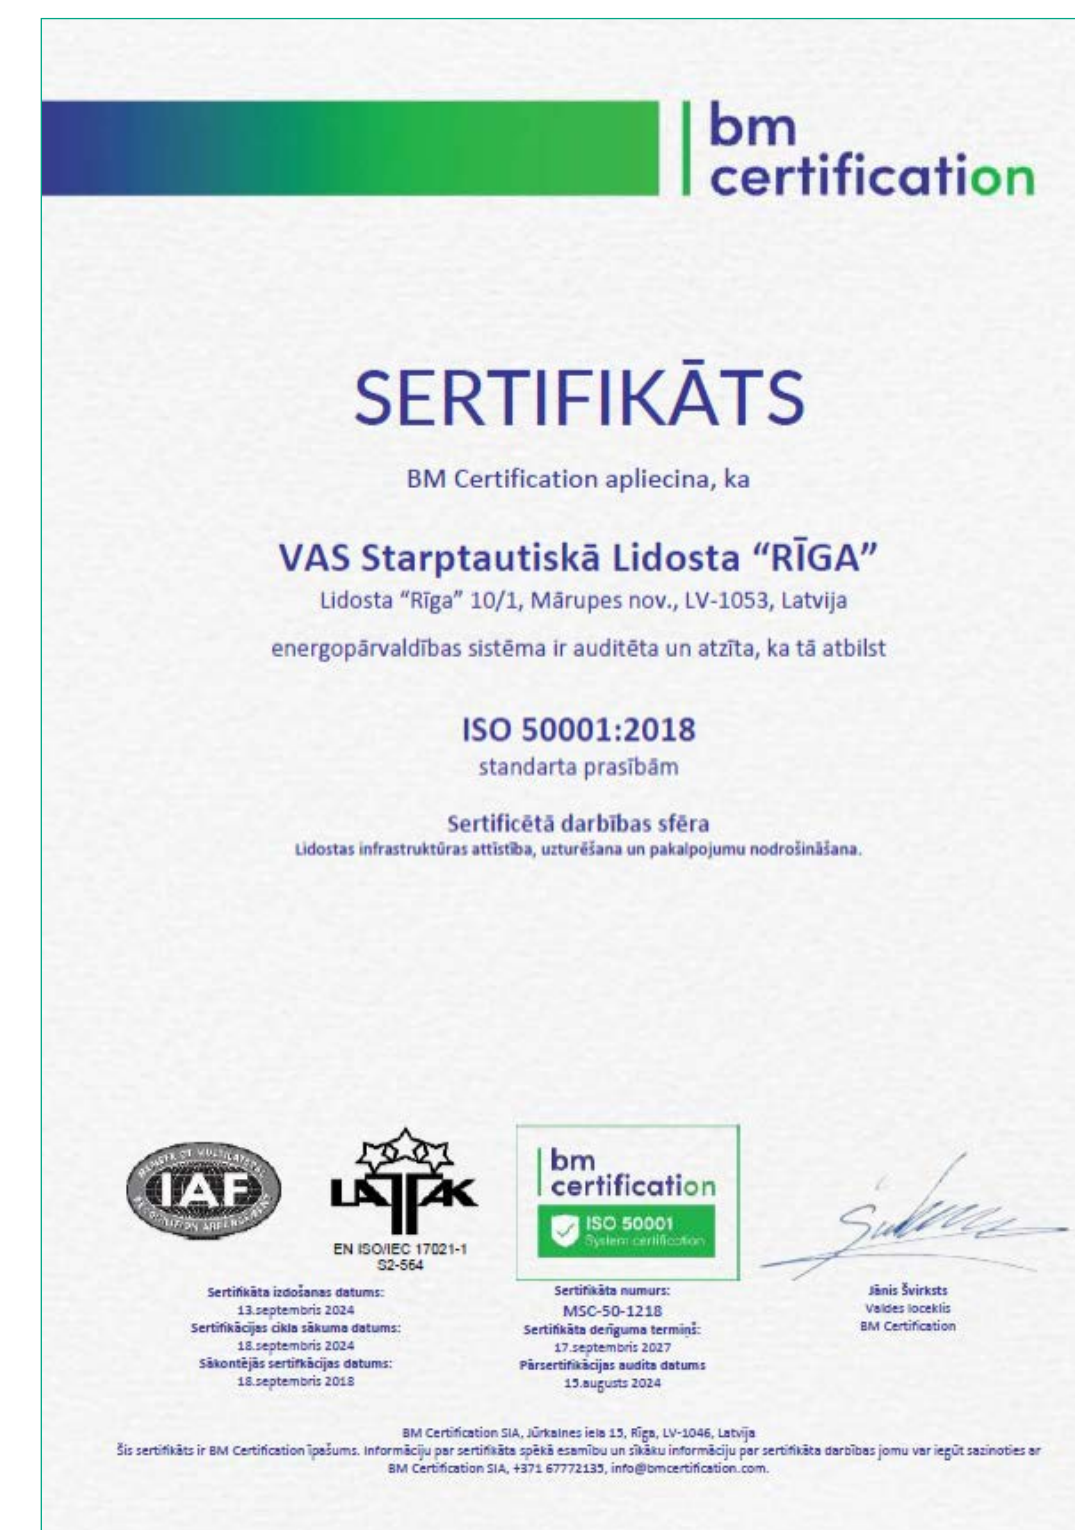 bm
certification
SERTIFIKĀTS
BM Certification apliecina, ka
VAS Starptautiskā Lidosta “RĪGA”
Lidosta “Rīga” 10/1, Mārupes nov., LV-1053, Latvija
energopārvaldības sistēma ir auditēta un atzīta, ka tā atbilst
ISO 50001:2018
standarta prasībām
Sertificētā darbības sfēra
Lidostas infrastruktūras attīstība, uzturēšana un pakalpojumu nodrošināšana.
MEMBER OF MULTILATERAL
IAF
RECOGNITION ARRANGEMENT
LATAK
EN ISO/IEC 17021-1
S2-564
bm
certification
ISO 50001
System certification
Sertifikāta izdošanas datums:
13.septembris 2024
Sertifikācijas cikla sākuma datums:
18.septembris 2024
Sākontējās sertifkācijas datums:
18.septembris 2018
Sertifikāta numurs:
MSC-50-1218
Sertifikāta derīguma termiņš:
17.septembris 2027
Pārsertifikācijas audita datums
15.augusts 2024
Jānis Švirksts
Valdes loceklis
BM Certification
BM Certification SIA, Jūrkalnes iela 15, Rīga, LV-1046, Latvija
Šis sertifikāts ir BM Certification īpašums. Informāciju par sertifikāta spēkā esamību un sīkāku informāciju par sertifikāta darbības jomu var iegūt sazinoties ar
BM Certification SIA, +371 67772135, info@bmcertification.com.